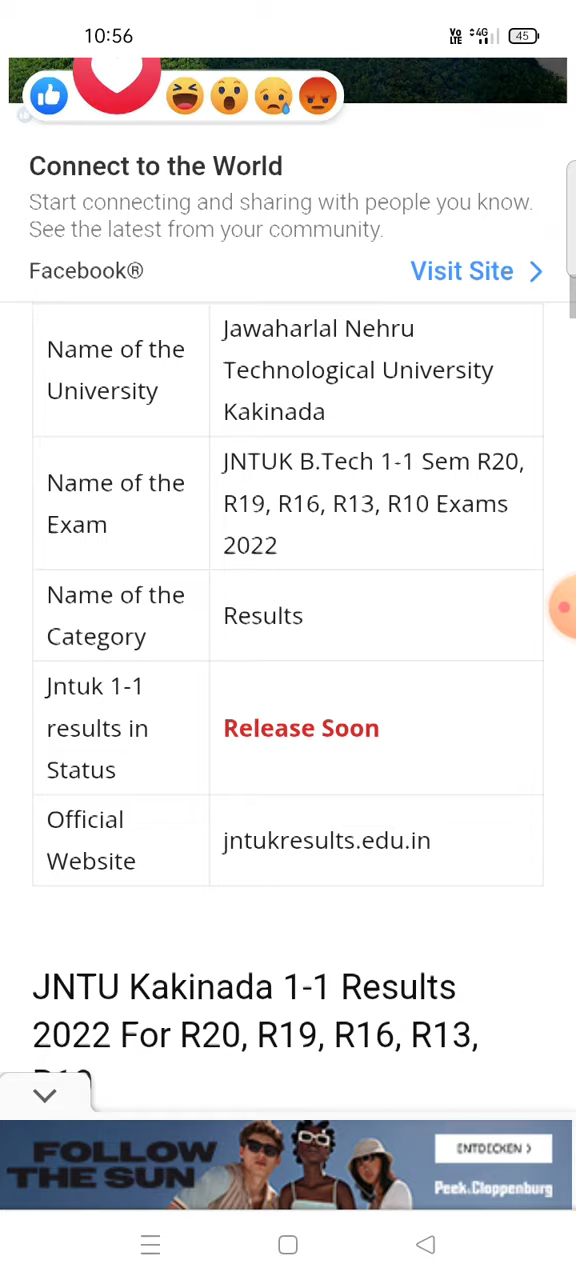 10:56
VO
LTE
4G
45
Connect to the World
Start connecting and sharing with people you know.
See the latest from your community.
Facebook®
Visit Site
Name of the
University
Jawaharlal Nehru
Technological University
Kakinada
Name of the
Exam
JNTUK B.Tech 1-1 Sem R20,
R19, R16, R13, R10 Exams
2022
Name of the
Category
Results
Jntuk 1-1
results in
Status
Release Soon
Official
Website
jntukresults.edu.in
JNTU Kakinada 1-1 Results
2022 For R20, R19, R16, R13,
FOLLOW
THE SUN
ENTDECKEN >
Peek&Cloppenburg